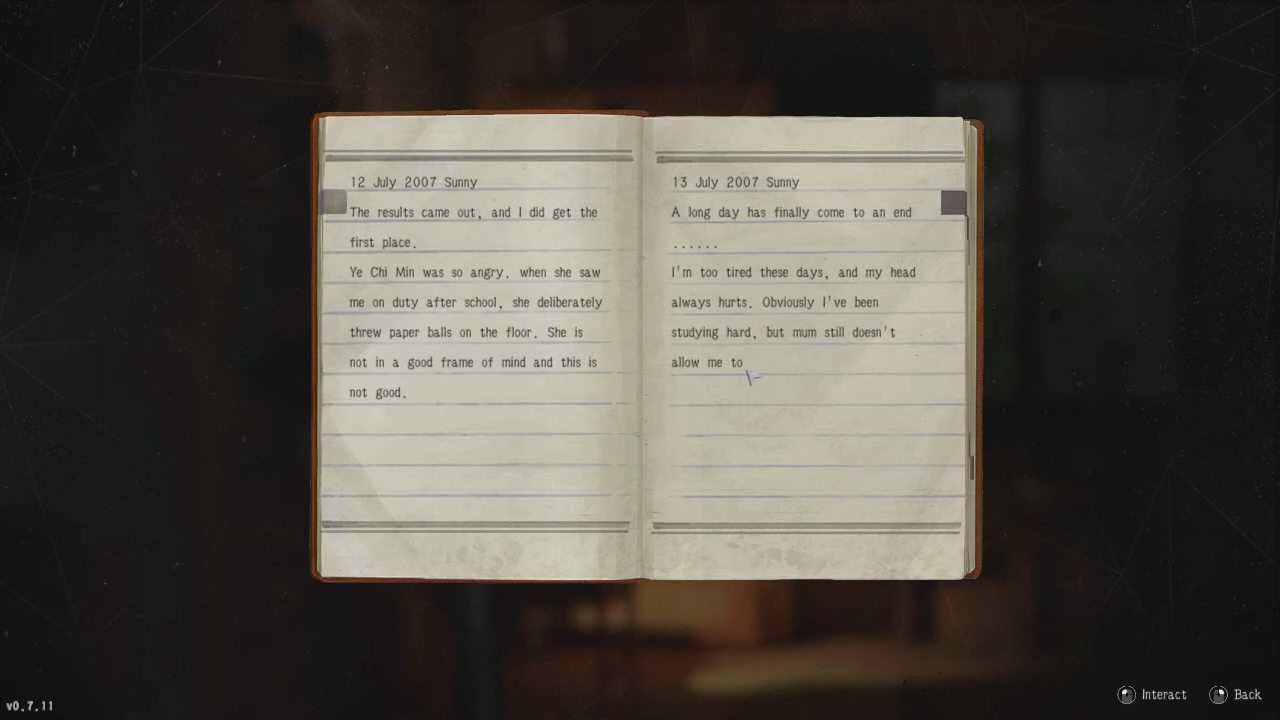 12 July 2007 Sunny
The results came out, and I did get the
first place.
Ye Chi Min was so angry. when she saw
me on duty after school, she deliberately
threw paper balls on the floor. She is
not in a good frame of mind and this is
not good.
13 July 2007 Sunny
A long day has finally come to an end
......
I'm too tired these days, and my head
always hurts. Obviously I've been
studying hard, but mum still doesn't
allow me to
v0.7.11
Interact
Back